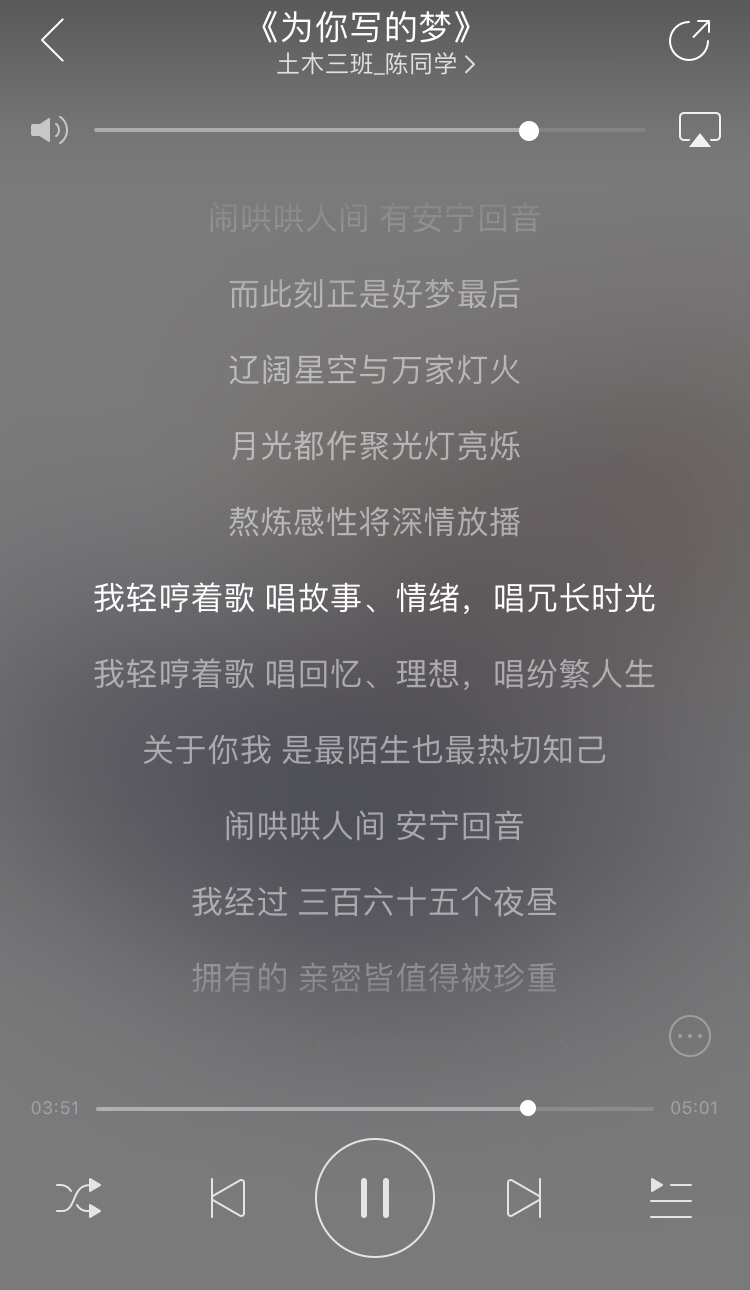 《为你写的梦》
土木三班_陈同学
闹哄哄人间 有安宁回音
而此刻正是好梦最后
辽阔星空与万家灯火
月光都作聚光灯亮烁
熬炼感性将深情放播
我轻哼着歌 唱故事、情绪，唱冗长时光
我轻哼着歌 唱回忆、理想，唱纷繁人生
关于你我 是最陌生也最热切知己
闹哄哄人间 安宁回音
我经过 三百六十五个夜昼
拥有的 亲密皆值得被珍重
03:51
05:01